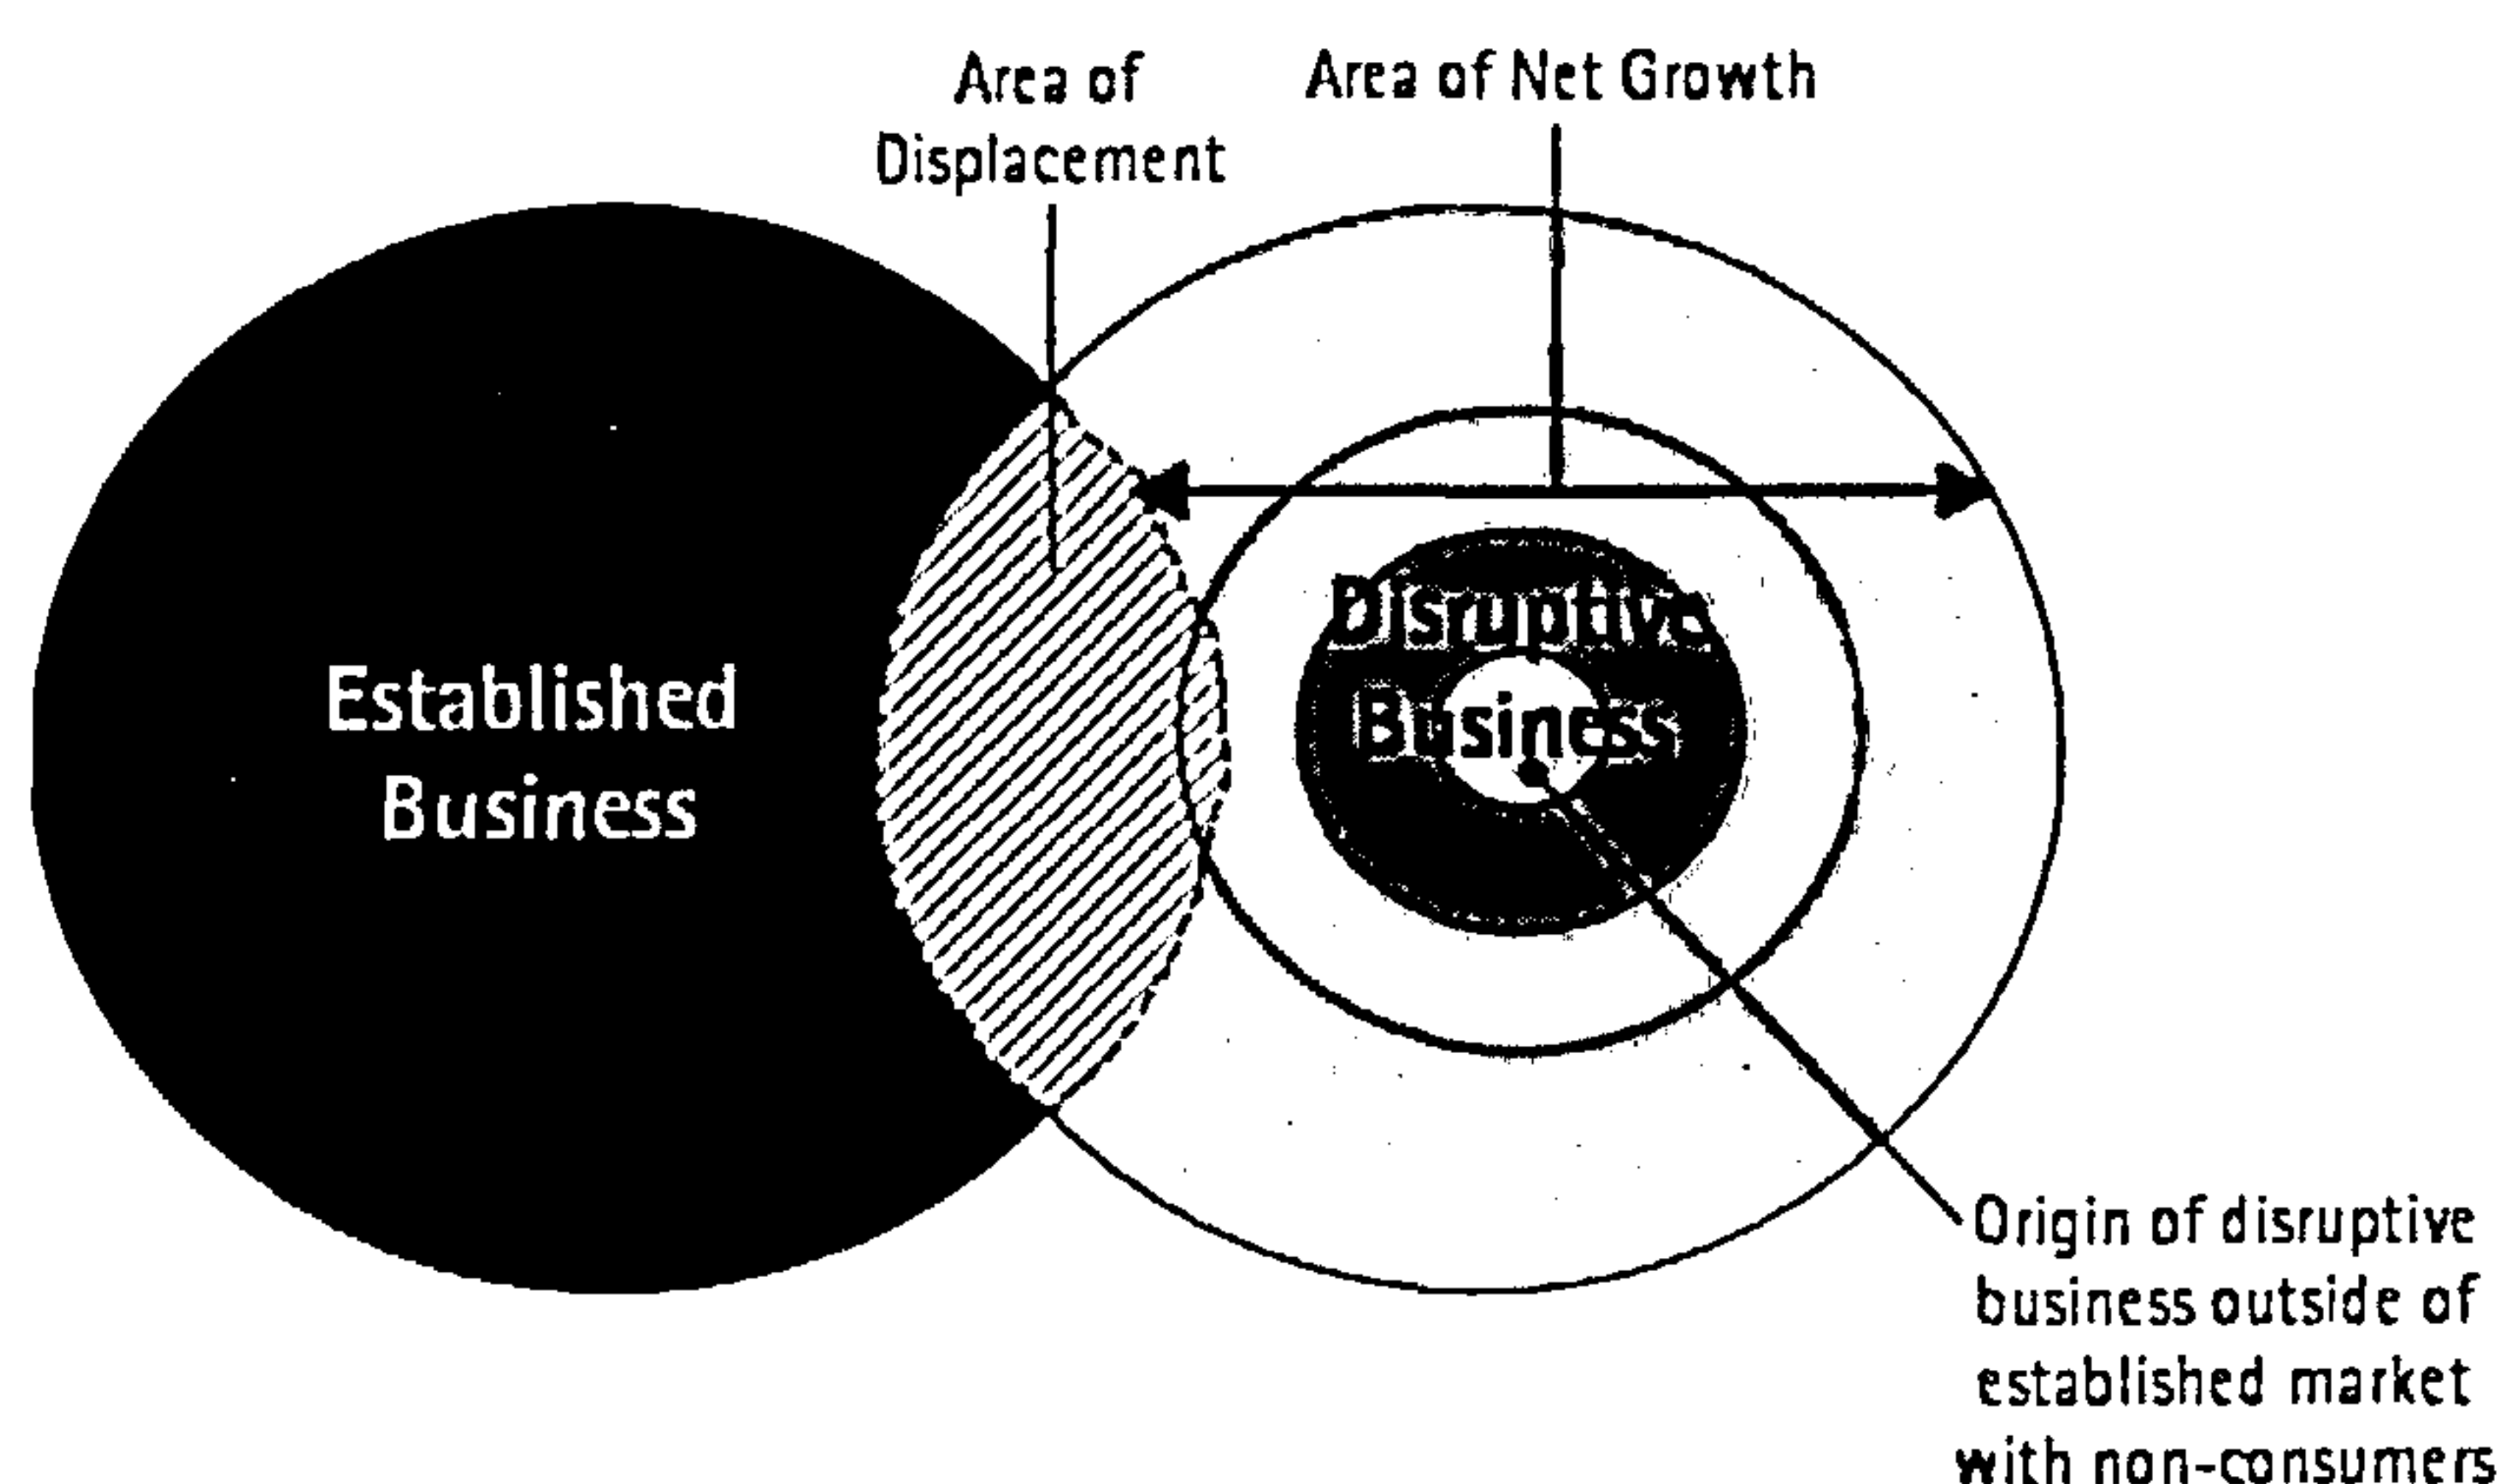 Area of
Displacement
Area of Net Growth
Established
Business
Disruptive
Business
Origin of disruptive
business outside of
established market
with non-consumers